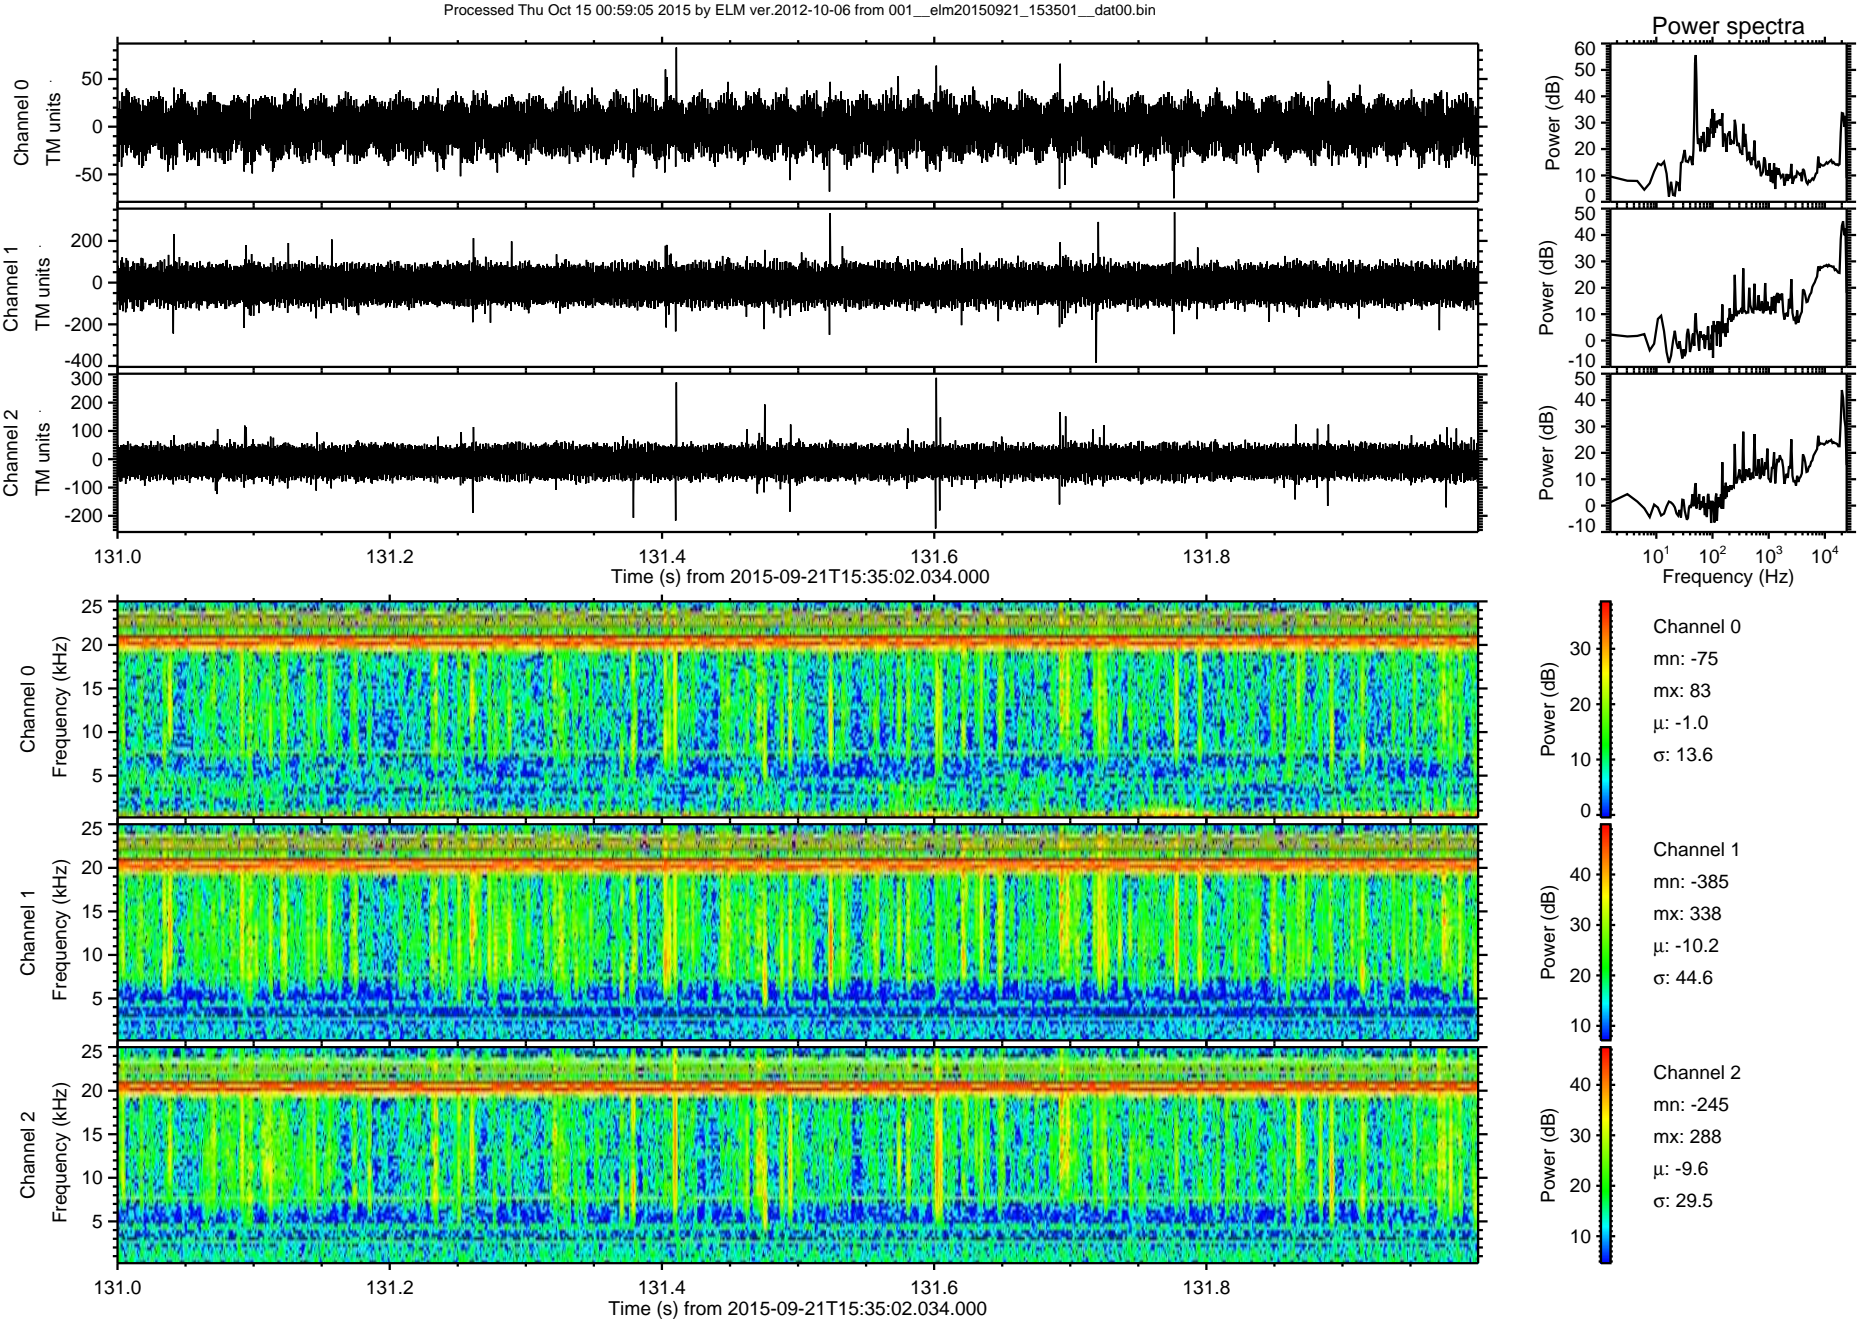 Processed Thu Oct 15 00:59:05 2015 by ELM ver.2012-10-06 from 001__elm20150921_153501__dat00.bin
Power spectra
Channel 0
TM units
50
0
-50
Power (dB)
60
50
40
30
20
10
0
Channel 1
TM units
200
0
-200
-400
Power (dB)
50
40
30
20
10
0
-10
Channel 2
TM units
300
200
100
0
-100
-200
Power (dB)
50
40
30
20
10
0
-10
131.0 131.2 131.4 131.6 131.8
Time (s) from 2015-09-21T15:35:02.034.000
10^1 10^2 10^3 10^4
Frequency (Hz)
Channel 0
Frequency (kHz)
25
20
15
10
5
Power (dB)
30
20
10
0
Channel 0
mn: -75
mx: 83
μ: -1.0
σ: 13.6
Channel 1
Frequency (kHz)
25
20
15
10
5
Power (dB)
40
30
20
10
Channel 1
mn: -385
mx: 338
μ: -10.2
σ: 44.6
Channel 2
Frequency (kHz)
25
20
15
10
5
Power (dB)
40
30
20
10
Channel 2
mn: -245
mx: 288
μ: -9.6
σ: 29.5
131.0 131.2 131.4 131.6 131.8
Time (s) from 2015-09-21T15:35:02.034.000